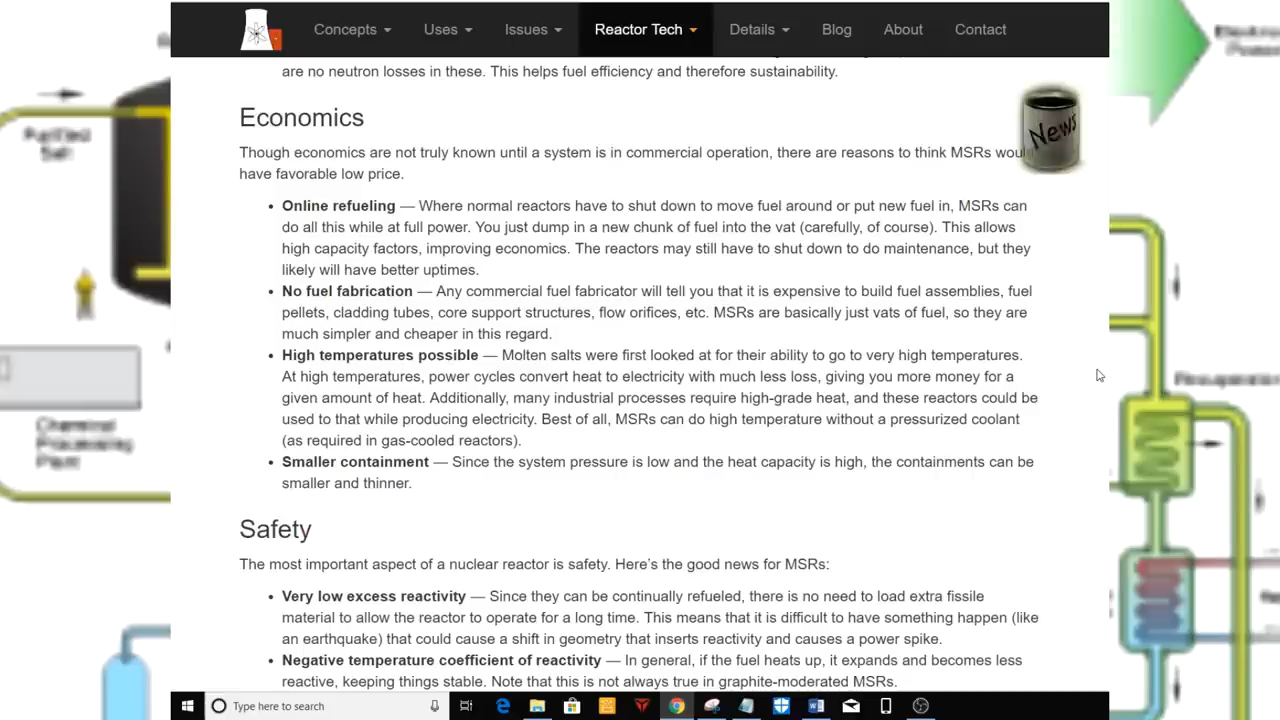 Concepts Uses Issues Reactor Tech Details Blog About Contact
are no neutron losses in these. This helps fuel efficiency and therefore sustainability.
Economics
News
Though economics are not truly known until a system is in commercial operation, there are reasons to think MSRs would
have favorable low price.
• Online refueling — Where normal reactors have to shut down to move fuel around or put new fuel in, MSRs can
do all this while at full power. You just dump in a new chunk of fuel into the vat (carefully, of course). This allows
high capacity factors, improving economics. The reactors may still have to shut down to do maintenance, but they
likely will have better uptimes.
• No fuel fabrication — Any commercial fuel fabricator will tell you that it is expensive to build fuel assemblies, fuel
pellets, cladding tubes, core support structures, flow orifices, etc. MSRs are basically just vats of fuel, so they are
much simpler and cheaper in this regard.
• High temperatures possible — Molten salts were first looked at for their ability to go to very high temperatures.
At high temperatures, power cycles convert heat to electricity with much less loss, giving you more money for a
given amount of heat. Additionally, many industrial processes require high-grade heat, and these reactors could be
used to that while producing electricity. Best of all, MSRs can do high temperature without a pressurized coolant
(as required in gas-cooled reactors).
• Smaller containment — Since the system pressure is low and the heat capacity is high, the containments can be
smaller and thinner.
Safety
The most important aspect of a nuclear reactor is safety. Here's the good news for MSRs:
• Very low excess reactivity — Since they can be continually refueled, there is no need to load extra fissile
material to allow the reactor to operate for a long time. This means that it is difficult to have something happen (like
an earthquake) that could cause a shift in geometry that inserts reactivity and causes a power spike.
• Negative temperature coefficient of reactivity — In general, if the fuel heats up, it expands and becomes less
reactive, keeping things stable. Note that this is not always true in graphite-moderated MSRs.
Type here to search
Purified
Salt
Chemical
Processing
Plant